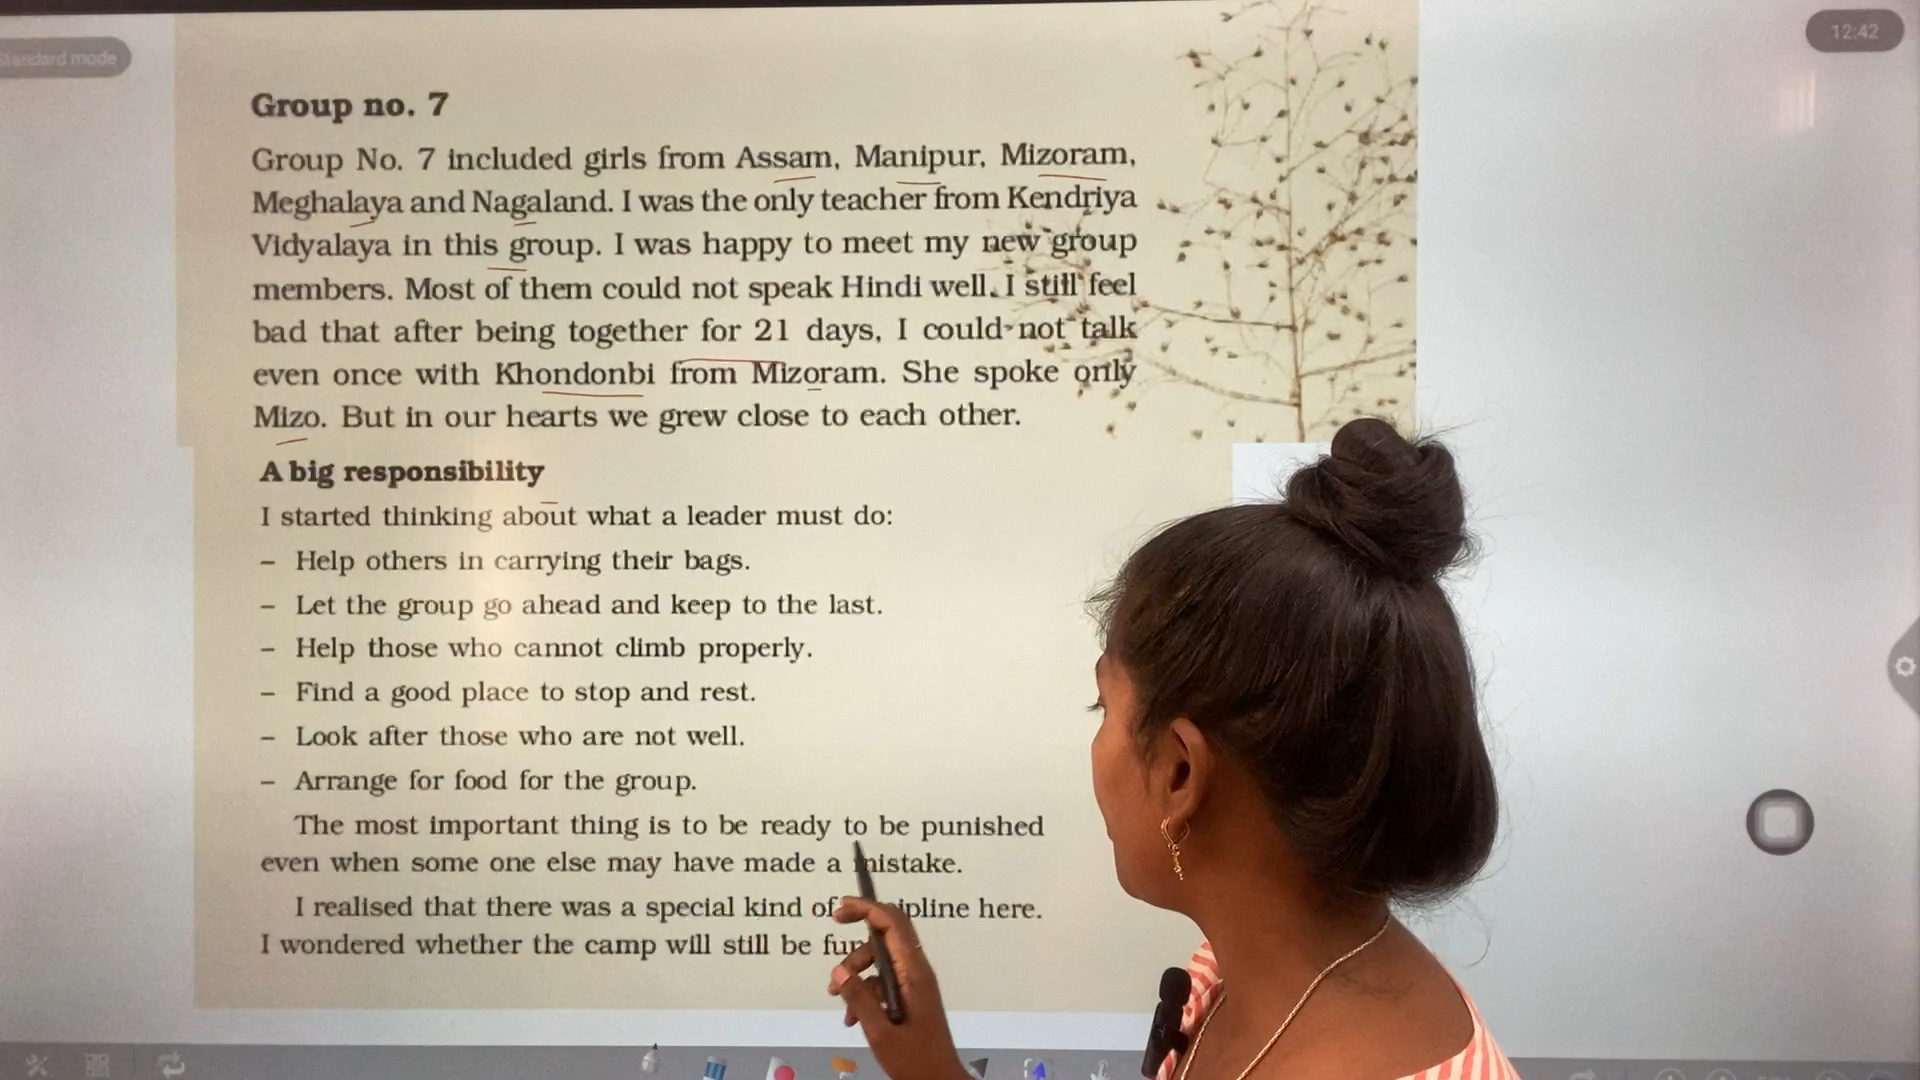 Standard mode
12:42
Group no. 7
Group No. 7 included girls from Assam, Manipur, Mizoram,
Meghalaya and Nagaland. I was the only teacher from Kendriya
Vidyalaya in this group. I was happy to meet my new group
members. Most of them could not speak Hindi well. I still feel
bad that after being together for 21 days, I could not talk
even once with Khondonbi from Mizoram. She spoke only
Mizo. But in our hearts we grew close to each other.
A big responsibility
I started thinking about what a leader must do:
– Help others in carrying their bags.
– Let the group go ahead and keep to the last.
– Help those who cannot climb properly.
– Find a good place to stop and rest.
– Look after those who are not well.
– Arrange for food for the group.
The most important thing is to be ready to be punished
even when some one else may have made a mistake.
I realised that there was a special kind of here.
I wondered whether the camp will still be